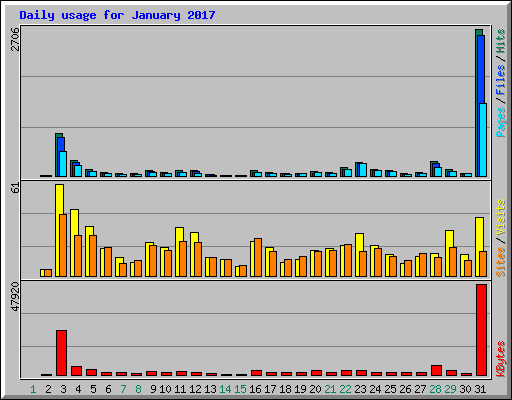 Daily usage for January 2017
2706
Pages / Files / Hits
61
Sites / Visits
47920
KBytes
1 2 3 4 5 6 7 8 9 10 11 12 13 14 15 16 17 18 19 20 21 22 23 24 25 26 27 28 29 30 31